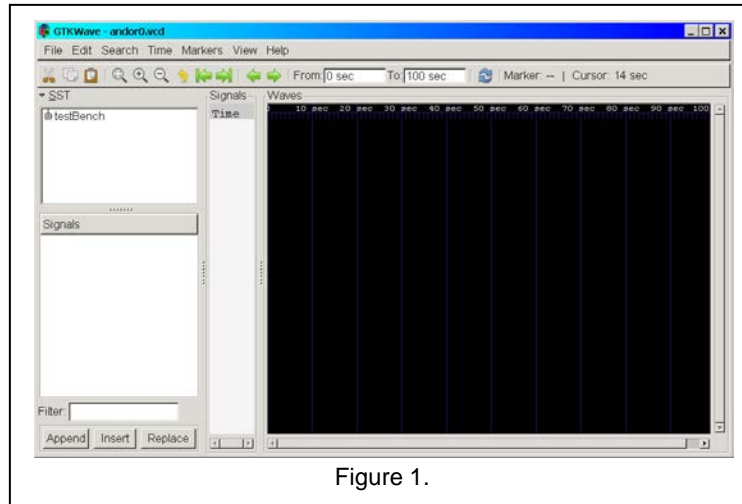 GTKWave - andor0.vcd
File Edit Search Time Markers View Help
From: 0 sec To: 100 sec Marker: -- | Cursor: 14 sec
SST
testBench
Signals
Filter:
Append Insert Replace
Signals
Time
Waves
0 10 sec 20 sec 30 sec 40 sec 50 sec 60 sec 70 sec 80 sec 90 sec 100
Figure 1.